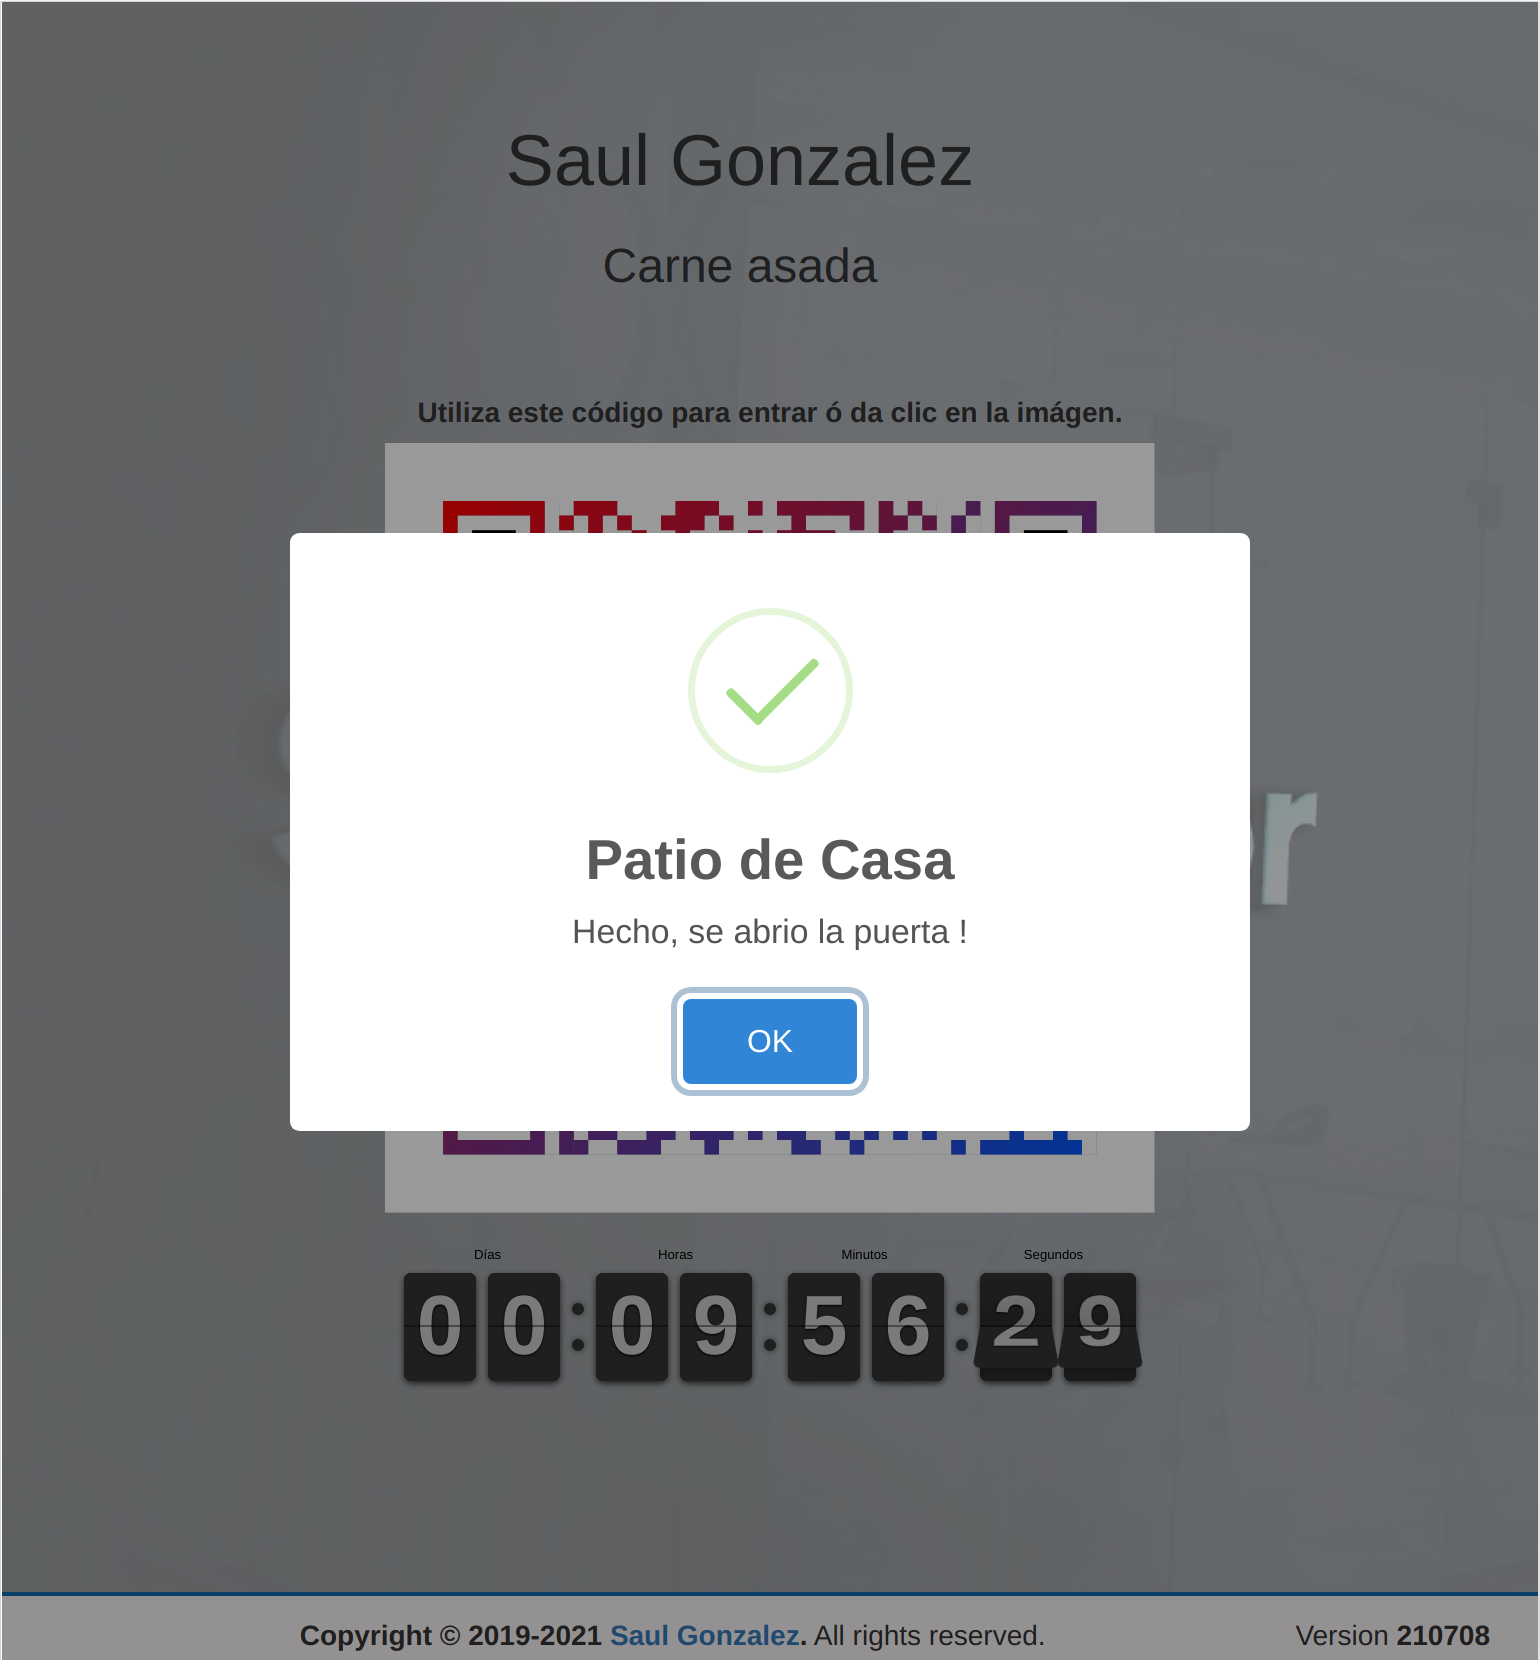 Saul Gonzalez
Carne asada
Utiliza este código para entrar ó da clic en la imágen.
Patio de Casa
Hecho, se abrio la puerta !
OK
Días Horas Minutos Segundos
00:09:56:29
Copyright © 2019-2021 Saul Gonzalez. All rights reserved. Version 210708